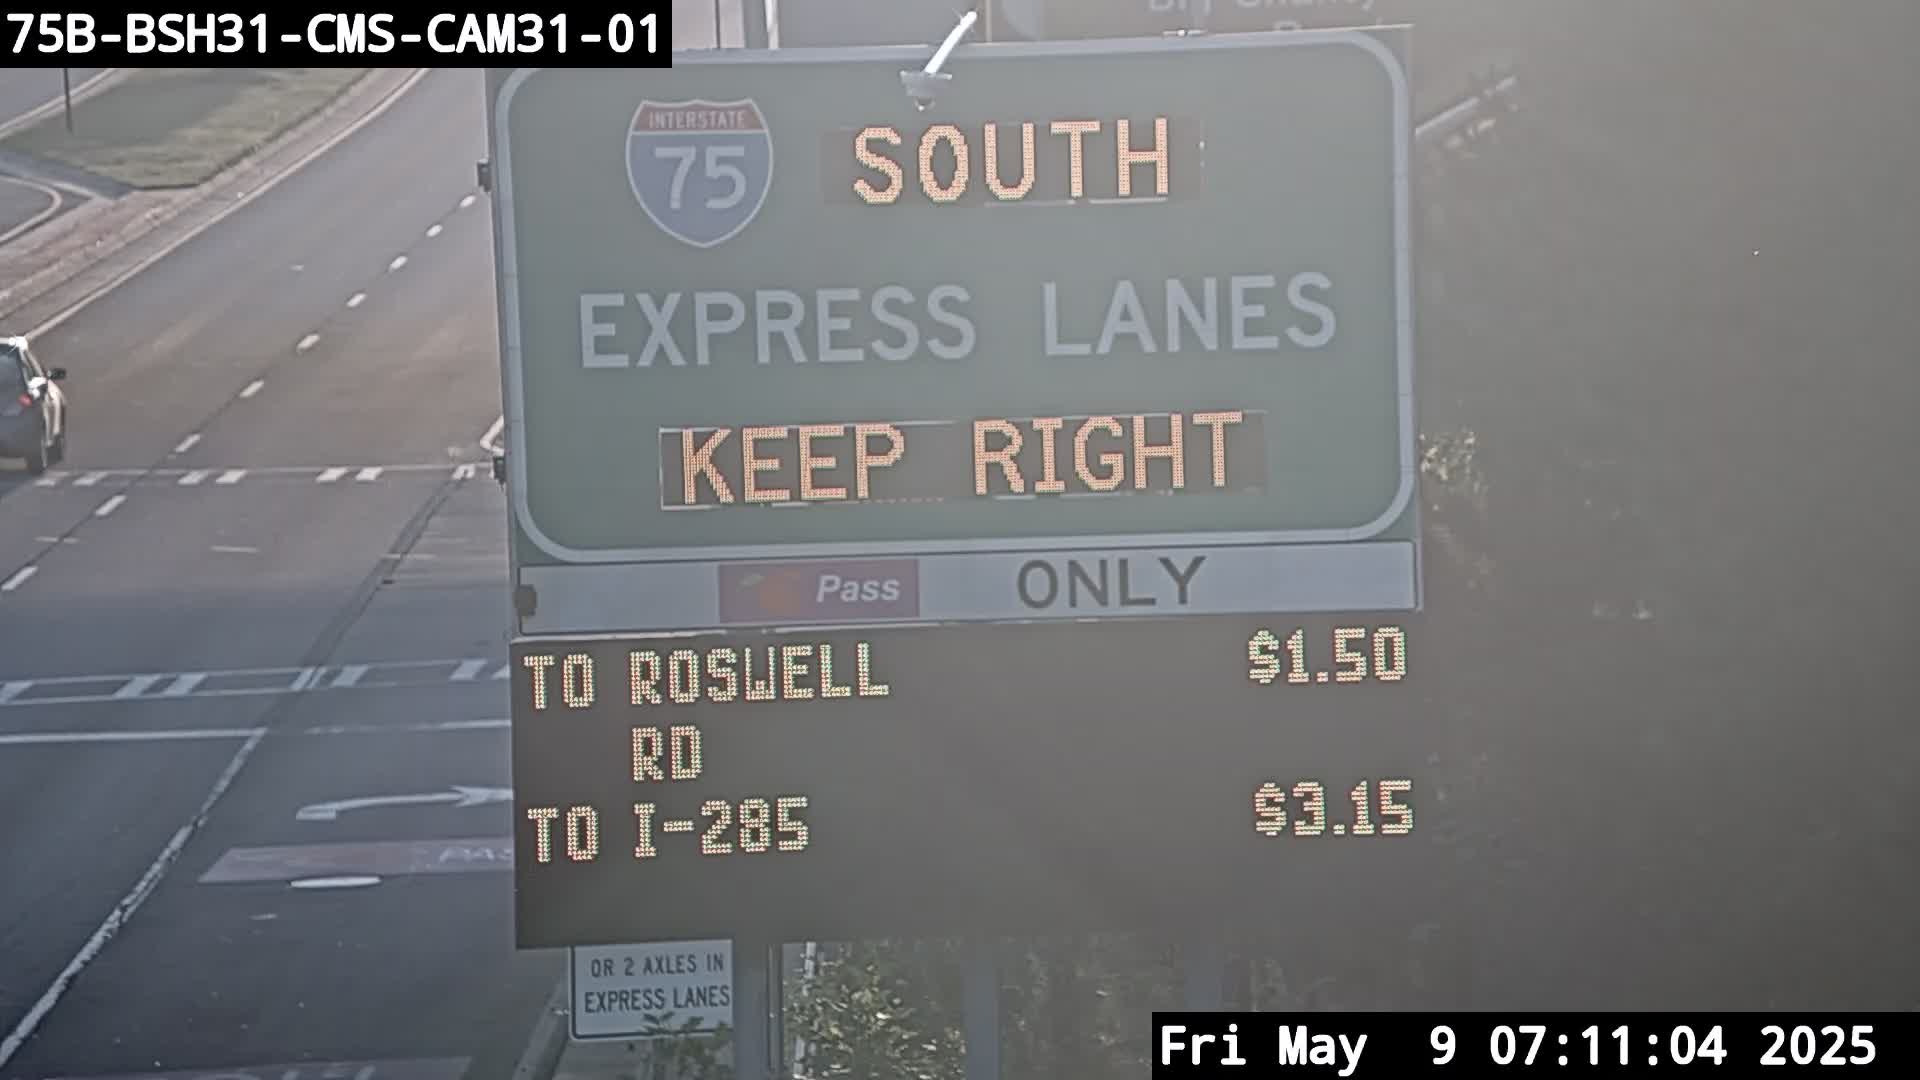 75B-BSH31-CMS-CAM31-01
INTERSTATE
75
SOUTH
EXPRESS LANES
KEEP RIGHT
Pass ONLY
TO ROSWELL $1.50
RD
TO I-285 $3.15
OR 2 AXLES IN
EXPRESS LANES
Fri May 9 07:11:04 2025